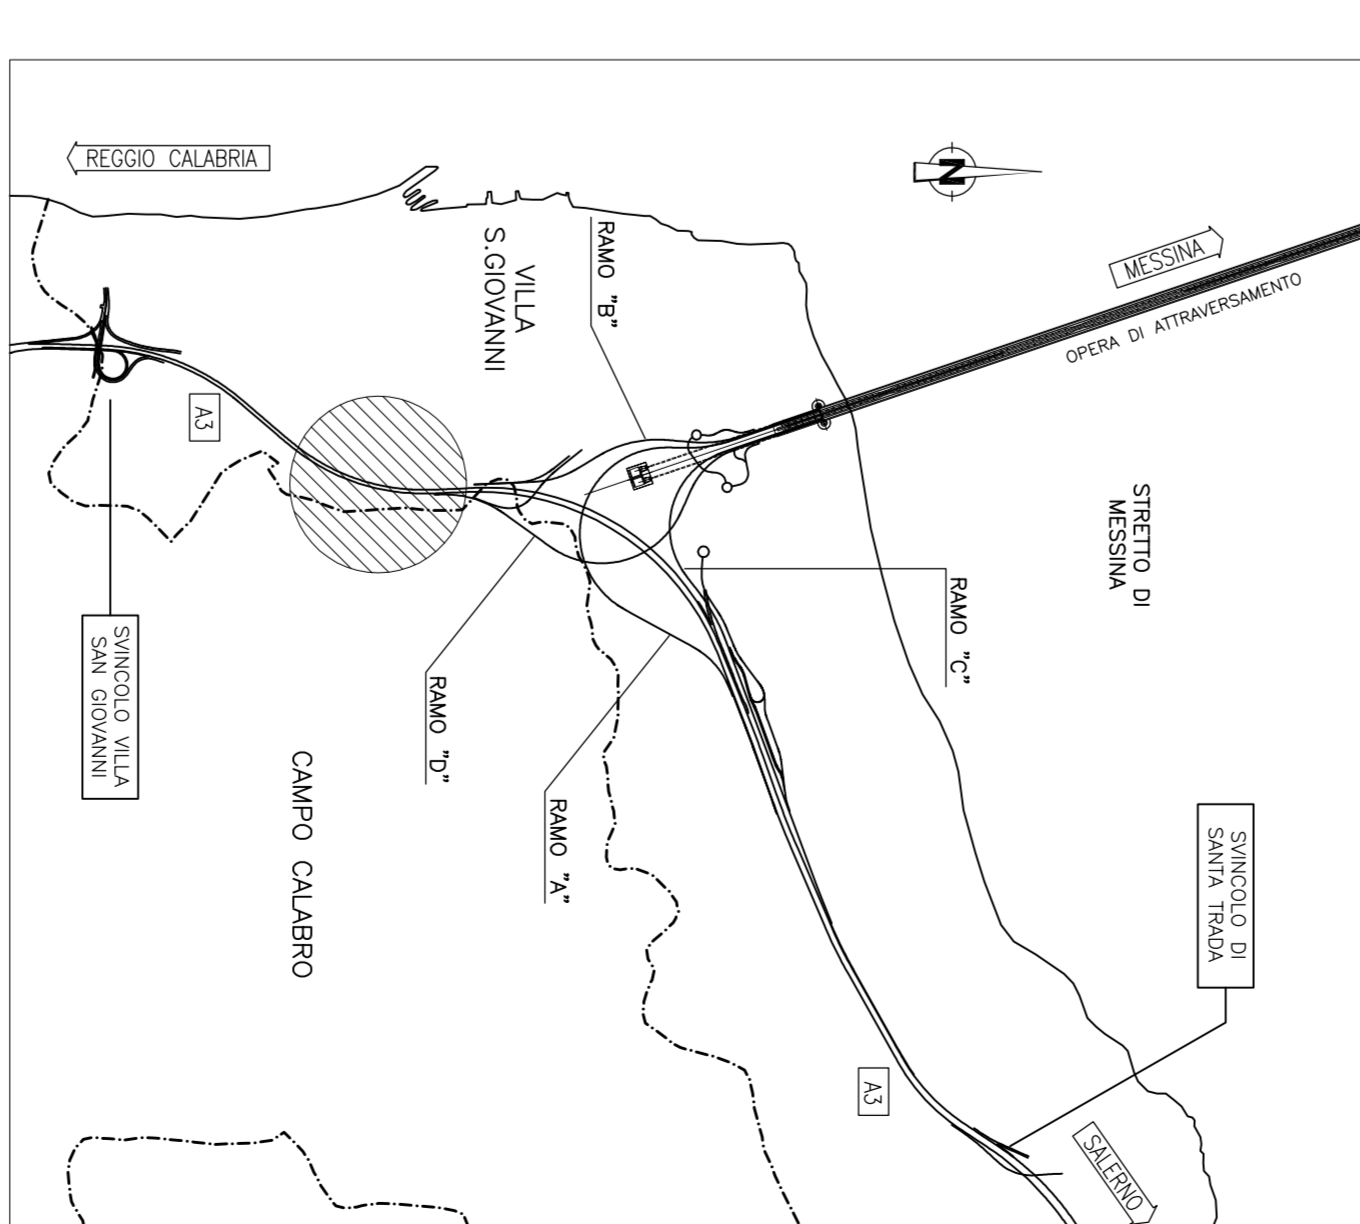 REGGIO CALABRIA
N
MESSINA
OPERA DI ATTRAVERSAMENTO
VILLA
S.GIOVANNI
RAMO "B"
A3
STRETTO DI
MESSINA
RAMO "C"
SVINCOLO VILLA
SAN GIOVANNI
RAMO "D"
RAMO "A"
CAMPO CALABRO
SVINCOLO DI
SANTA TRADA
A3
SALERNO